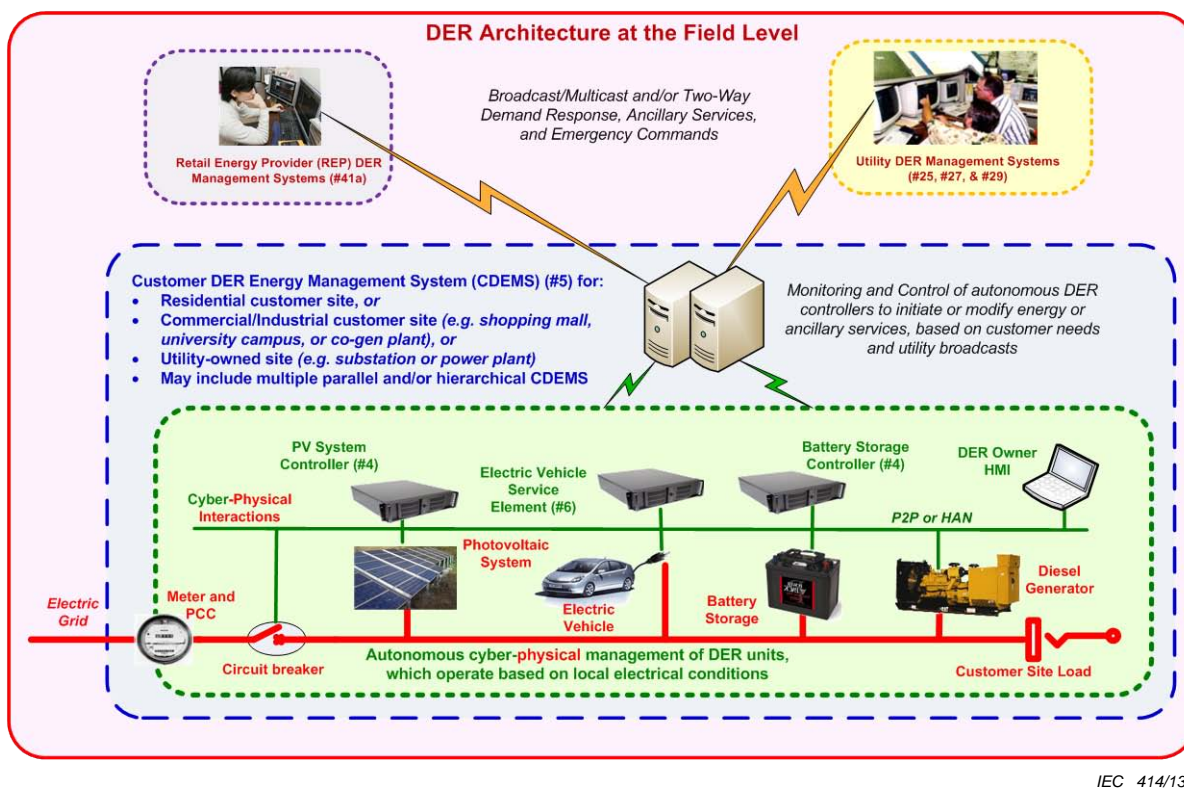 DER Architecture at the Field Level
Broadcast/Multicast and/or Two-Way
Demand Response, Ancillary Services,
and Emergency Commands
Retail Energy Provider (REP) DER
Management Systems (#41a)
Utility DER Management Systems
(#25, #27, & #29)
Customer DER Energy Management System (CDEMS) (#5) for:
• Residential customer site, or
• Commercial/Industrial customer site (e.g. shopping mall,
university campus, or co-gen plant), or
• Utility-owned site (e.g. substation or power plant)
• May include multiple parallel and/or hierarchical CDEMS
Monitoring and Control of autonomous DER
controllers to initiate or modify energy or
ancillary services, based on customer needs
and utility broadcasts
PV System
Controller (#4)
Electric Vehicle
Service
Element (#6)
Battery Storage
Controller (#4)
DER Owner
HMI
Cyber-Physical
Interactions
P2P or HAN
Photovoltaic
System
Electric
Vehicle
Battery
Storage
Diesel
Generator
Electric
Grid
Meter and
PCC
Circuit breaker
Autonomous cyber-physical management of DER units,
which operate based on local electrical conditions
Customer Site Load
IEC 414/13